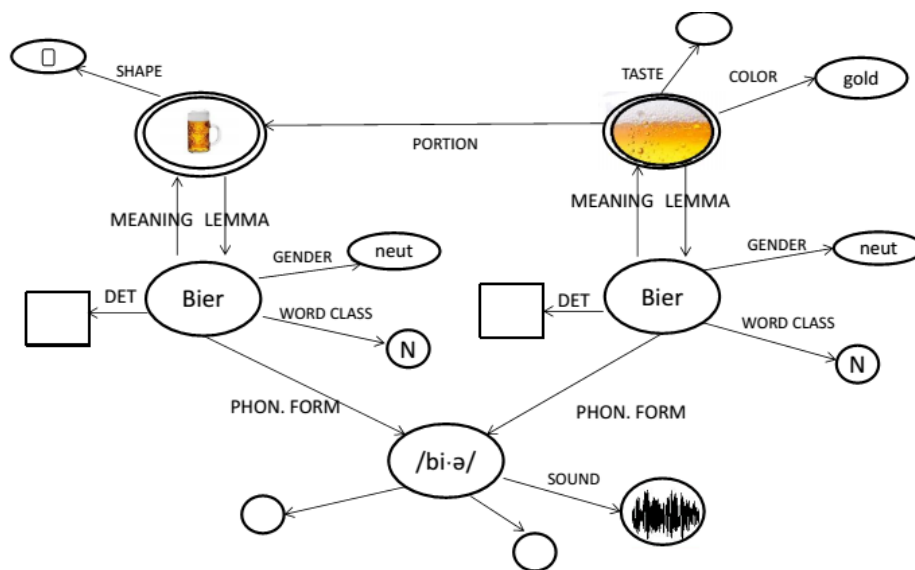 TASTE
COLOR
gold
SHAPE
PORTION
MEANING LEMMA
MEANING LEMMA
GENDER
neut
GENDER
neut
DET
Bier
WORD CLASS
N
DET
Bier
WORD CLASS
N
PHON. FORM
PHON. FORM
/bi·ə/
SOUND